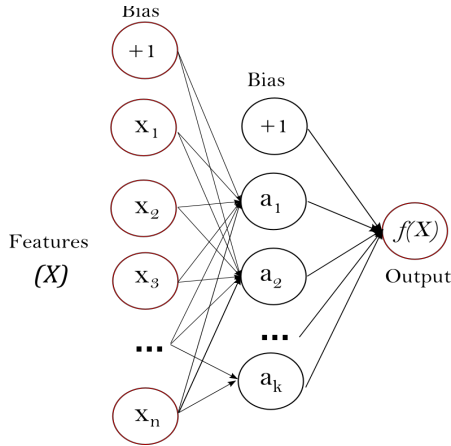 Bias
+1
x1
x2
x3
...
xn
Features
(X)
Bias
+1
a1
a2
...
ak
f(X)
Output